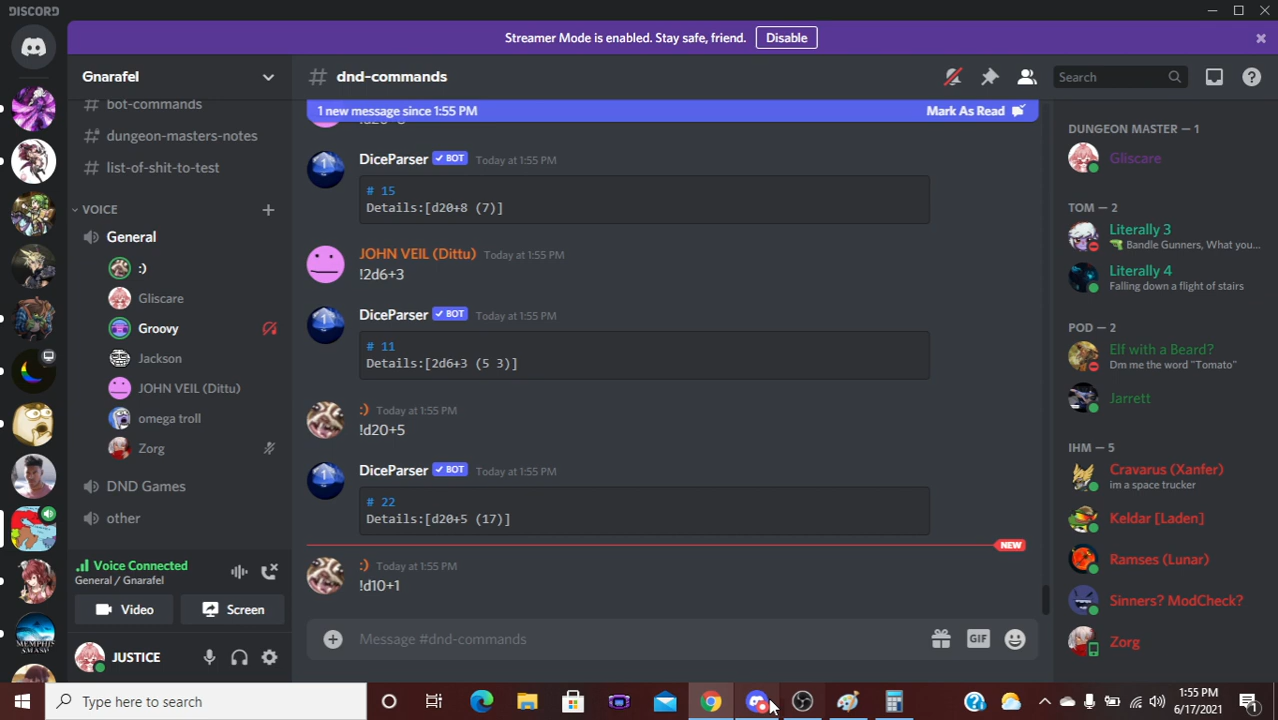 DISCORD
Streamer Mode is enabled. Stay safe, friend. Disable
Gnarafel
dnd-commands
Search
bot-commands
dungeon-masters-notes
list-of-shit-to-test
VOICE
General
:)
Gliscare
Groovy
Jackson
JOHN VEIL (Dittu)
omega troll
Zorg
DND Games
other
Voice Connected
General / Gnarafel
Video
Screen
JUSTICE
1 new message since 1:55 PM
Mark As Read
DiceParser BOT Today at 1:55 PM
# 15
Details:[d20+8 (7)]
JOHN VEIL (Dittu) Today at 1:55 PM
!2d6+3
DiceParser BOT Today at 1:55 PM
# 11
Details:[2d6+3 (5 3)]
:) Today at 1:55 PM
!d20+5
DiceParser BOT Today at 1:55 PM
# 22
Details:[d20+5 (17)]
NEW
:) Today at 1:55 PM
!d10+1
Message #dnd-commands
GIF
DUNGEON MASTER — 1
Gliscare
TOM — 2
Literally 3
Bandle Gunners, What you...
Literally 4
Falling down a flight of stairs
POD — 2
Elf with a Beard?
Dm me the word "Tomato"
Jarrett
IHM — 5
Cravarus (Xanfer)
im a space trucker
Keldar [Laden]
Ramses (Lunar)
Sinners? ModCheck?
Zorg
Type here to search
1:55 PM
6/17/2021
1